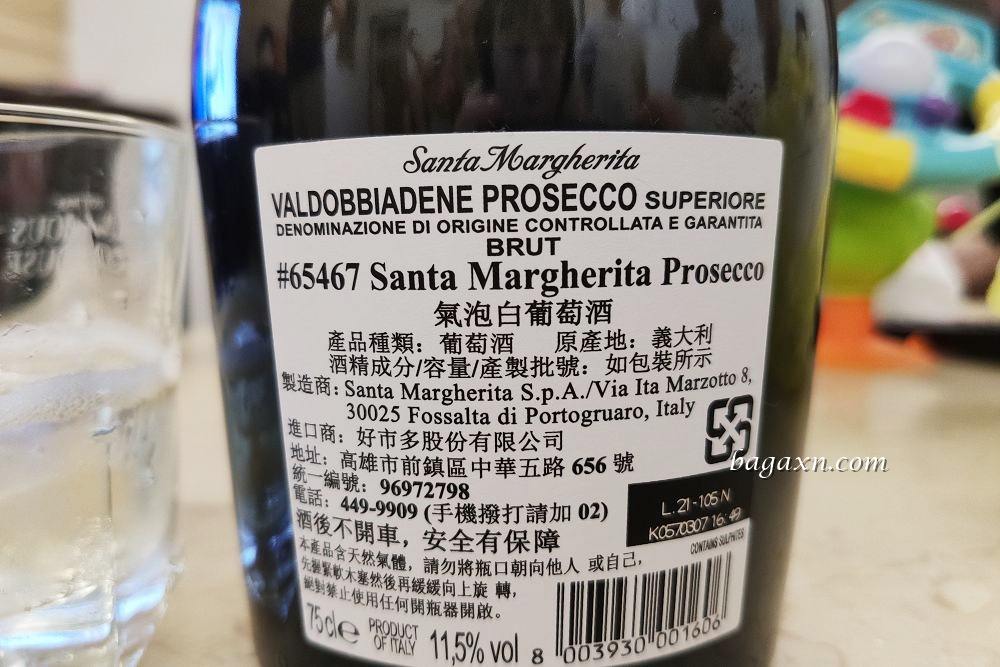 Santa Margherita
VALDOBBIADENE PROSECCO SUPERIORE
DENOMINAZIONE DI ORIGINE CONTROLLATA E GARANTITA
BRUT
#65467 Santa Margherita Prosecco
氣泡白葡萄酒
產品種類：葡萄酒 原產地：義大利
酒精成分/容量/產製批號：如包裝所示
製造商：Santa Margherita S.p.A./Via Ita Marzotto 8,
30025 Fossalta di Portogruaro, Italy
進口商：好市多股份有限公司
地址：高雄市前鎮區中華五路 656 號
統一編號：96972798
電話：449-9909 (手機撥打請加 02)
酒後不開車，安全有保障
本產品含天然氣體，請勿將瓶口朝向他人 或自己，
先握緊軟木塞然後再緩緩向上旋 轉，
絕對禁止使用任何開瓶器開啟。
bagaxn.com
L.21-105 N
K0570307 16:49
CONTAINS SULPHITES
75cl e PRODUCT OF ITALY 11,5% vol
8 003930 001606